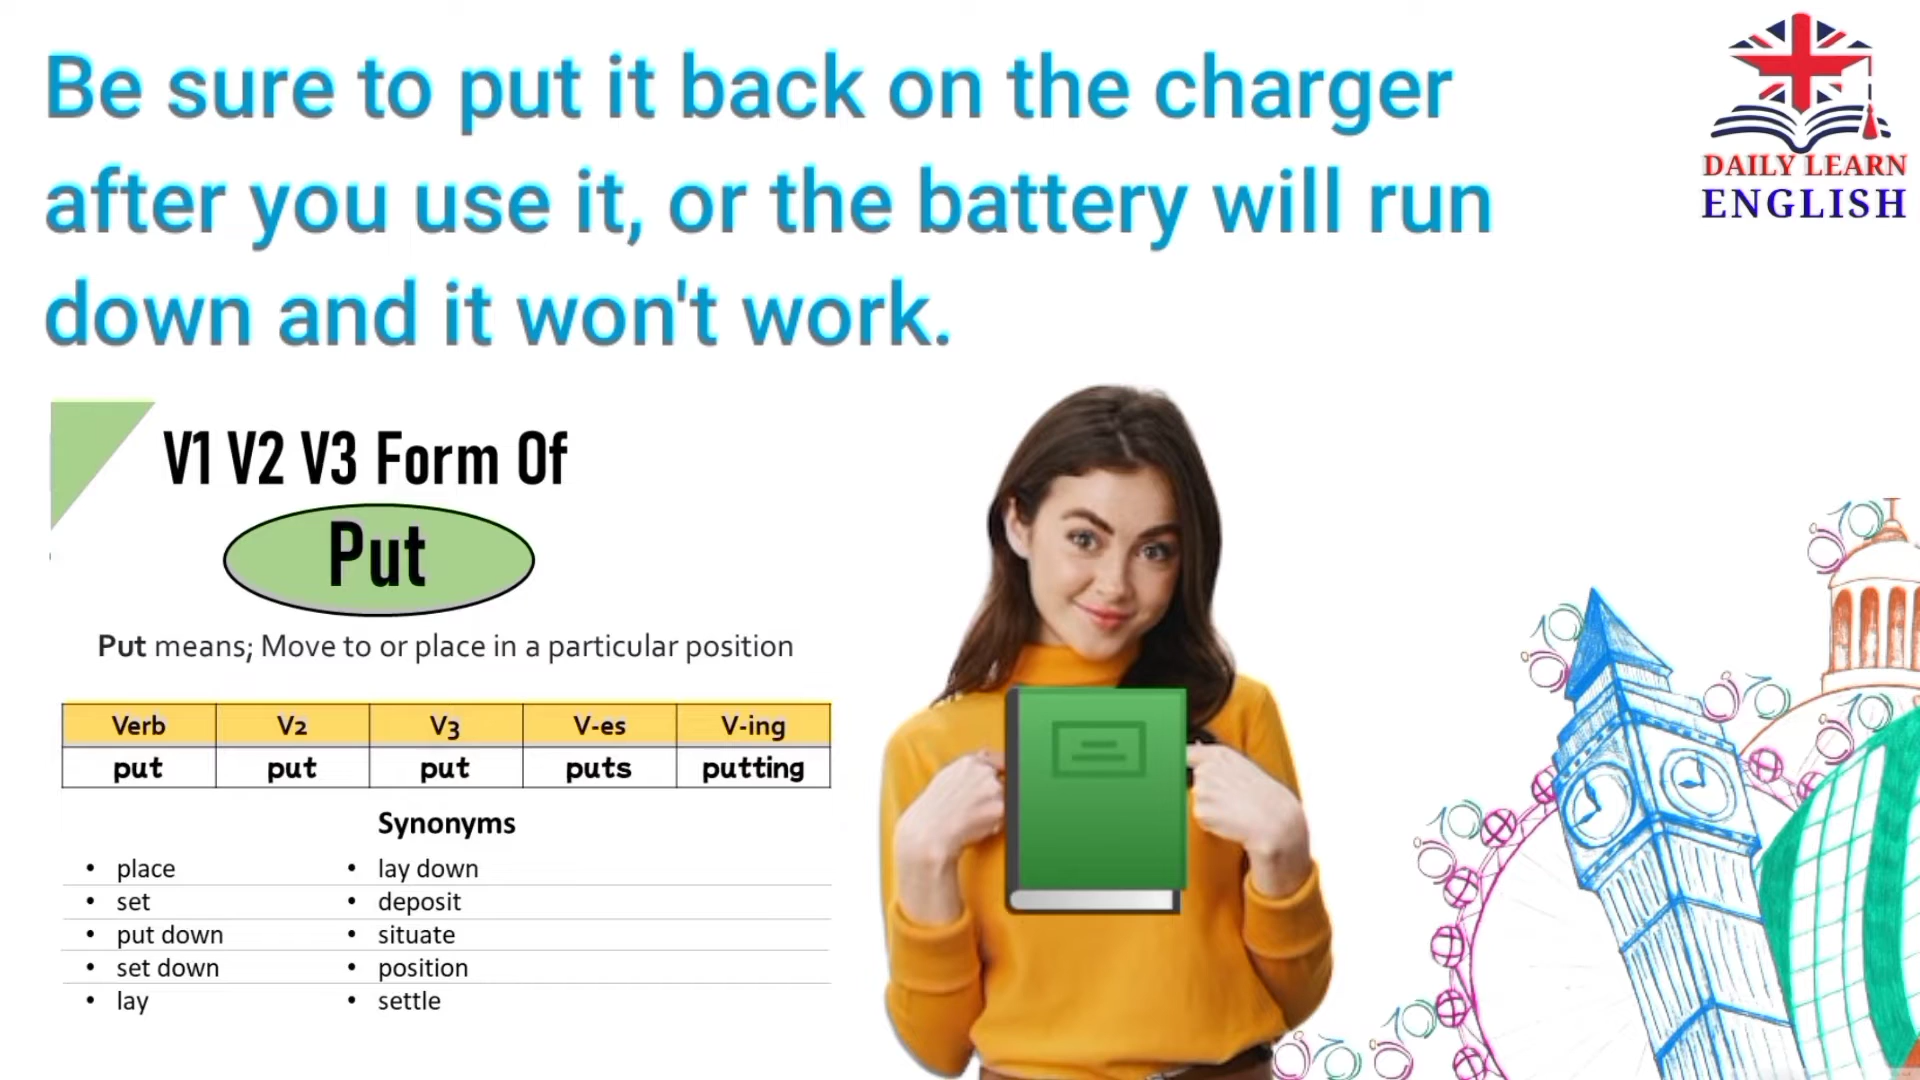 Be sure to put it back on the charger
after you use it, or the battery will run
down and it won't work.
DAILY LEARN
ENGLISH
V1 V2 V3 Form Of
Put
Put means; Move to or place in a particular position
Verb V2 V3 V-es V-ing
put put put puts putting
Synonyms
• place • lay down
• set • deposit
• put down • situate
• set down • position
• lay • settle